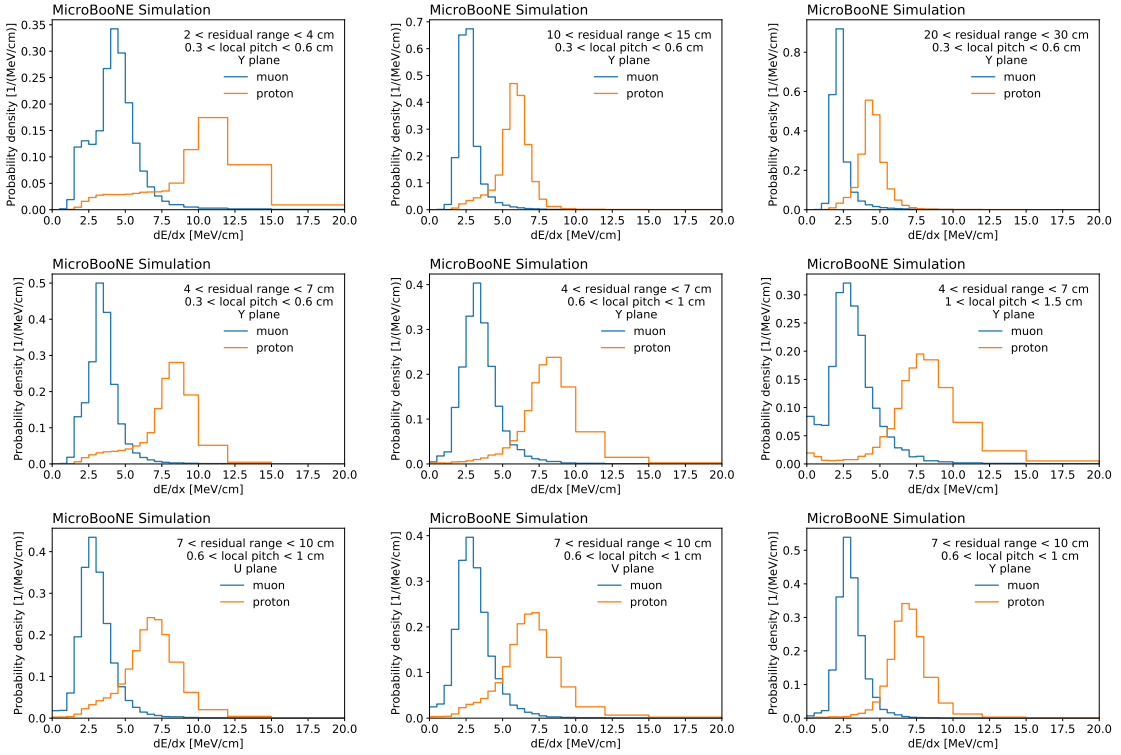 MicroBooNE Simulation
2 < residual range < 4 cm
0.3 < local pitch < 0.6 cm
Y plane
muon
proton
Probability density [1/(MeV/cm)]
0.35
0.30
0.25
0.20
0.15
0.10
0.05
0.00
0.0 2.5 5.0 7.5 10.0 12.5 15.0 17.5 20.0
dE/dx [MeV/cm]
MicroBooNE Simulation
10 < residual range < 15 cm
0.3 < local pitch < 0.6 cm
Y plane
muon
proton
Probability density [1/(MeV/cm)]
0.7
0.6
0.5
0.4
0.3
0.2
0.1
0.0
0.0 2.5 5.0 7.5 10.0 12.5 15.0 17.5 20.0
dE/dx [MeV/cm]
MicroBooNE Simulation
20 < residual range < 30 cm
0.3 < local pitch < 0.6 cm
Y plane
muon
proton
Probability density [1/(MeV/cm)]
0.8
0.6
0.4
0.2
0.0
0.0 2.5 5.0 7.5 10.0 12.5 15.0 17.5 20.0
dE/dx [MeV/cm]
MicroBooNE Simulation
4 < residual range < 7 cm
0.3 < local pitch < 0.6 cm
Y plane
muon
proton
Probability density [1/(MeV/cm)]
0.5
0.4
0.3
0.2
0.1
0.0
0.0 2.5 5.0 7.5 10.0 12.5 15.0 17.5 20.0
dE/dx [MeV/cm]
MicroBooNE Simulation
4 < residual range < 7 cm
0.6 < local pitch < 1 cm
Y plane
muon
proton
Probability density [1/(MeV/cm)]
0.4
0.3
0.2
0.1
0.0
0.0 2.5 5.0 7.5 10.0 12.5 15.0 17.5 20.0
dE/dx [MeV/cm]
MicroBooNE Simulation
4 < residual range < 7 cm
1 < local pitch < 1.5 cm
Y plane
muon
proton
Probability density [1/(MeV/cm)]
0.30
0.25
0.20
0.15
0.10
0.05
0.00
0.0 2.5 5.0 7.5 10.0 12.5 15.0 17.5 20.0
dE/dx [MeV/cm]
MicroBooNE Simulation
7 < residual range < 10 cm
0.6 < local pitch < 1 cm
U plane
muon
proton
Probability density [1/(MeV/cm)]
0.4
0.3
0.2
0.1
0.0
0.0 2.5 5.0 7.5 10.0 12.5 15.0 17.5 20.0
dE/dx [MeV/cm]
MicroBooNE Simulation
7 < residual range < 10 cm
0.6 < local pitch < 1 cm
V plane
muon
proton
Probability density [1/(MeV/cm)]
0.4
0.3
0.2
0.1
0.0
0.0 2.5 5.0 7.5 10.0 12.5 15.0 17.5 20.0
dE/dx [MeV/cm]
MicroBooNE Simulation
7 < residual range < 10 cm
0.6 < local pitch < 1 cm
Y plane
muon
proton
Probability density [1/(MeV/cm)]
0.5
0.4
0.3
0.2
0.1
0.0
0.0 2.5 5.0 7.5 10.0 12.5 15.0 17.5 20.0
dE/dx [MeV/cm]